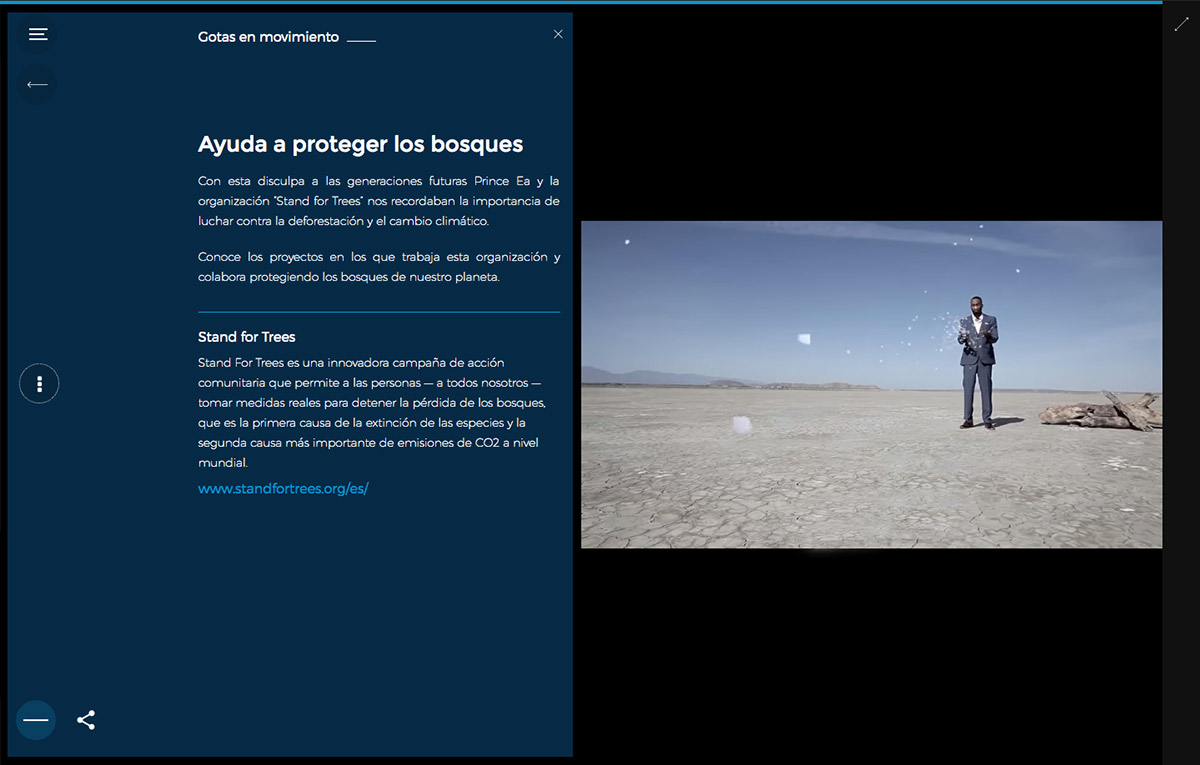 Gotas en movimiento
Ayuda a proteger los bosques
Con esta disculpa a las generaciones futuras Prince Ea y la
organización "Stand for Trees" nos recordaban la importancia de
luchar contra la deforestación y el cambio climático.
Conoce los proyectos en los que trabaja esta organización y
colabora protegiendo los bosques de nuestro planeta.
Stand for Trees
Stand For Trees es una innovadora campaña de acción
comunitaria que permite a las personas — a todos nosotros —
tomar medidas reales para detener la pérdida de los bosques,
que es la primera causa de la extinción de las especies y la
segunda causa más importante de emisiones de CO2 a nivel
mundial.
www.standfortrees.org/es/